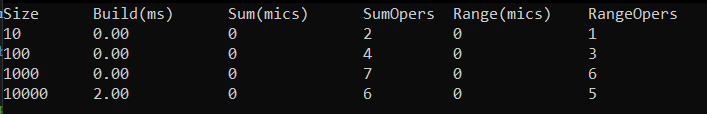 Size Build(ms) Sum(mics) SumOpers Range(mics) RangeOpers
10 0.00 0 2 0 1
100 0.00 0 4 0 3
1000 0.00 0 7 0 6
10000 2.00 0 6 0 5